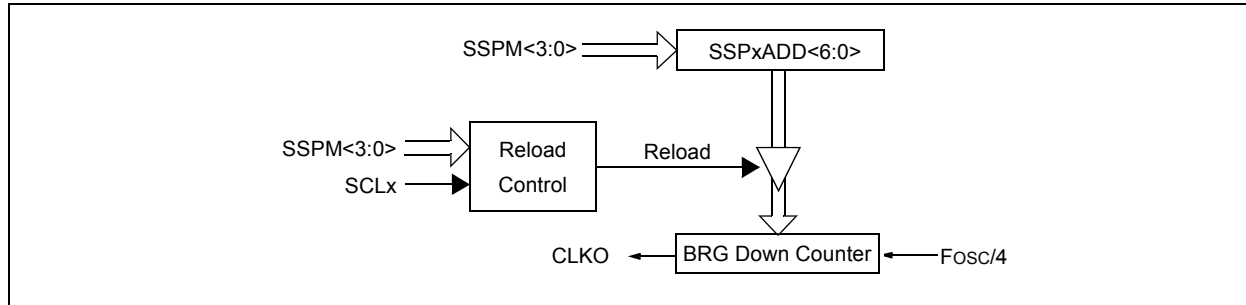 SSPM<3:0>
SSPxADD<6:0>
SSPM<3:0>
Reload
Control
Reload
SCLx
CLKO
BRG Down Counter
FOSC/4